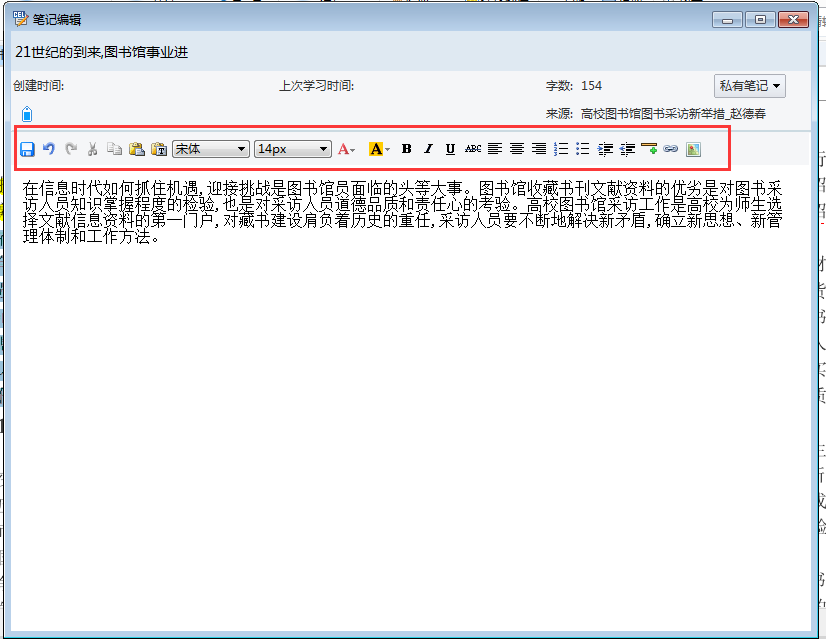 笔记编辑
21世纪的到来,图书馆事业进
创建时间: 上次学习时间: 字数: 154 私有笔记
来源: 高校图书馆图书采访新举措_赵德春
宋体 14px A A B I U ABC
在信息时代如何抓住机遇,迎接挑战是图书馆员面临的头等大事。图书馆收藏书刊文献资料的优劣是对图书采
访人员知识掌握程度的检验,也是对采访人员道德品质和责任心的考验。高校图书馆采访工作是高校为师生选
择文献信息资料的第一门户,对藏书建设肩负着历史的重任,采访人员要不断地解决新矛盾,确立新思想、新管
理体制和工作方法。